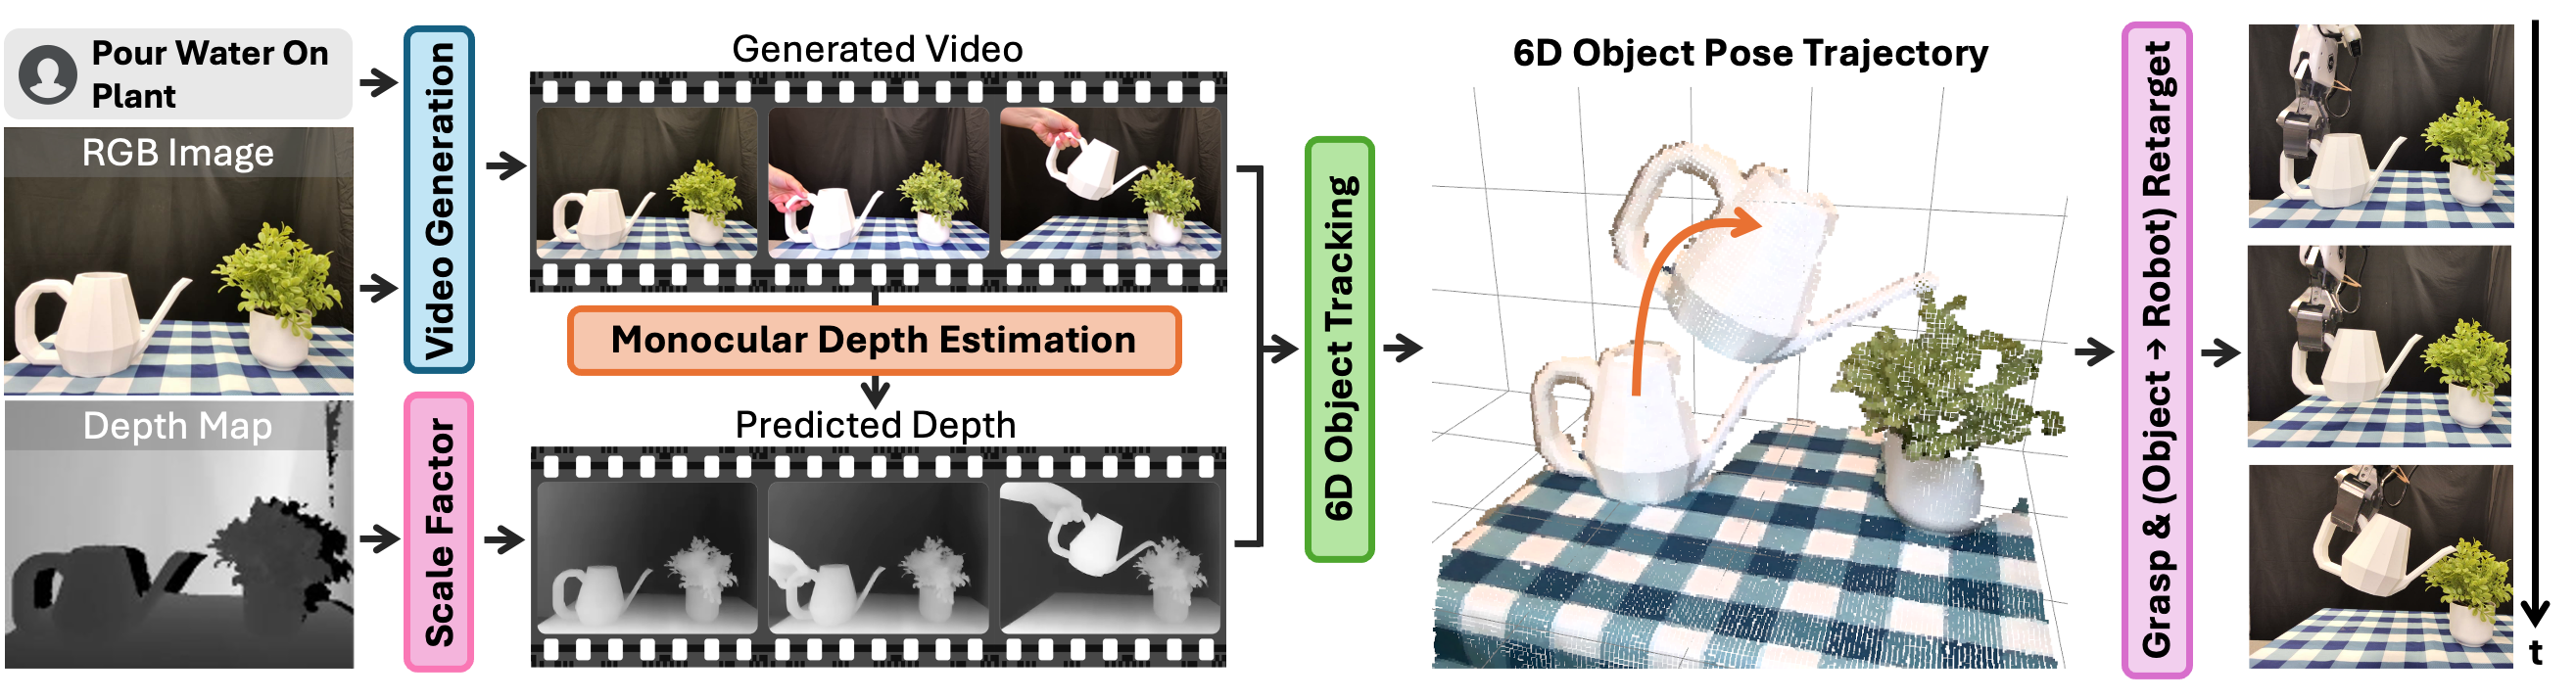 Pour Water On
Plant
RGB Image
Depth Map
Video Generation
Scale Factor
Generated Video
Monocular Depth Estimation
Predicted Depth
6D Object Tracking
6D Object Pose Trajectory
Grasp & (Object → Robot) Retarget
t